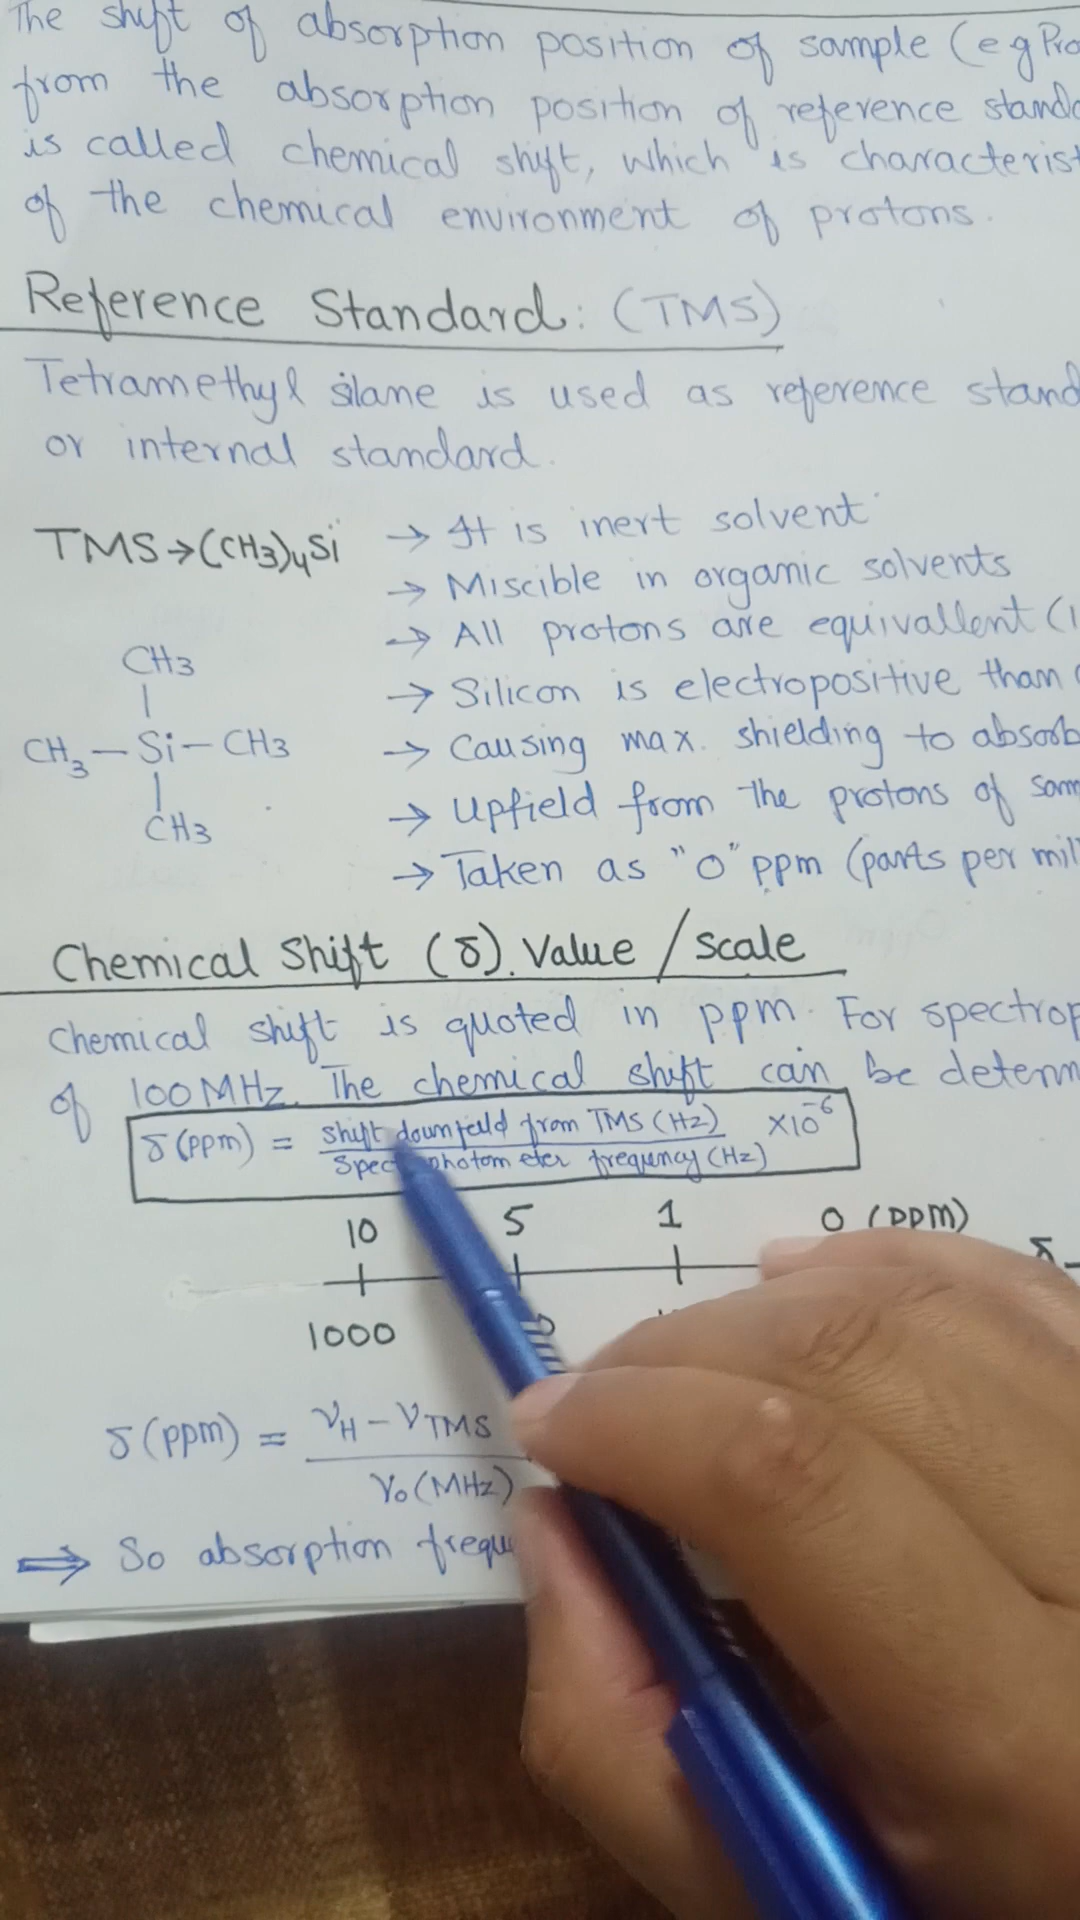 The shift of absorption position of sample (eg Pro
from the absorption position of reference standa
is called chemical shift, which is characterist
of the chemical environment of protons.
Reference Standard: (TMS)
Tetramethyl silane is used as reference stand
or internal standard.
TMS→(CH3)4Si
CH3
CH3-Si-CH3
CH3
→ It is inert solvent
→ Miscible in organic solvents
→ All protons are equivallent (1
→ Silicon is electropositive than
→ Causing max. shielding to absorb
→ Upfield from the protons of sam
→ Taken as "0" ppm (parts per mil
Chemical Shift (δ) Value / Scale
Chemical shift is quoted in ppm. For spectrop
of 100 MHz. The chemical shift can be determ
δ (ppm) = Shift downfeild from TMS (Hz) ×10^-6
Spec photometer frequency (Hz)
10 5 1 0 (PPM)
δ
1000
δ (ppm) = νH - νTMS
ν0 (MHz)
⇒ So absorption frequ